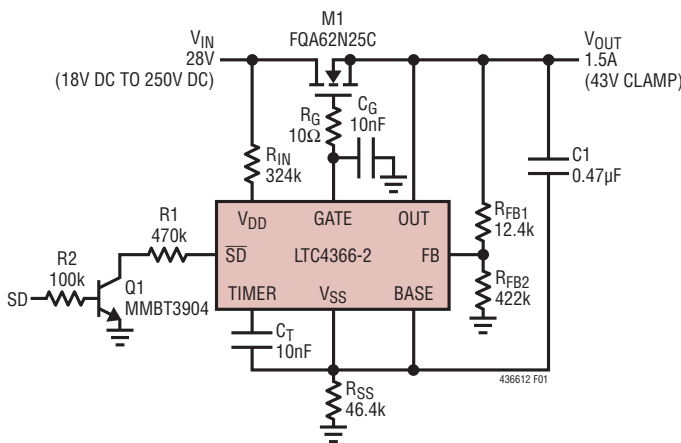 M1
FQA62N25C
VIN
28V
(18V DC TO 250V DC)
VOUT
1.5A
(43V CLAMP)
RG
10Ω
CG
10nF
RIN
324k
C1
0.47µF
R1
470k
R2
100k
SD
Q1
MMBT3904
VDD
GATE
OUT
SD
LTC4366-2
FB
TIMER
VSS
BASE
RFB1
12.4k
RFB2
422k
CT
10nF
RSS
46.4k
436612 F01